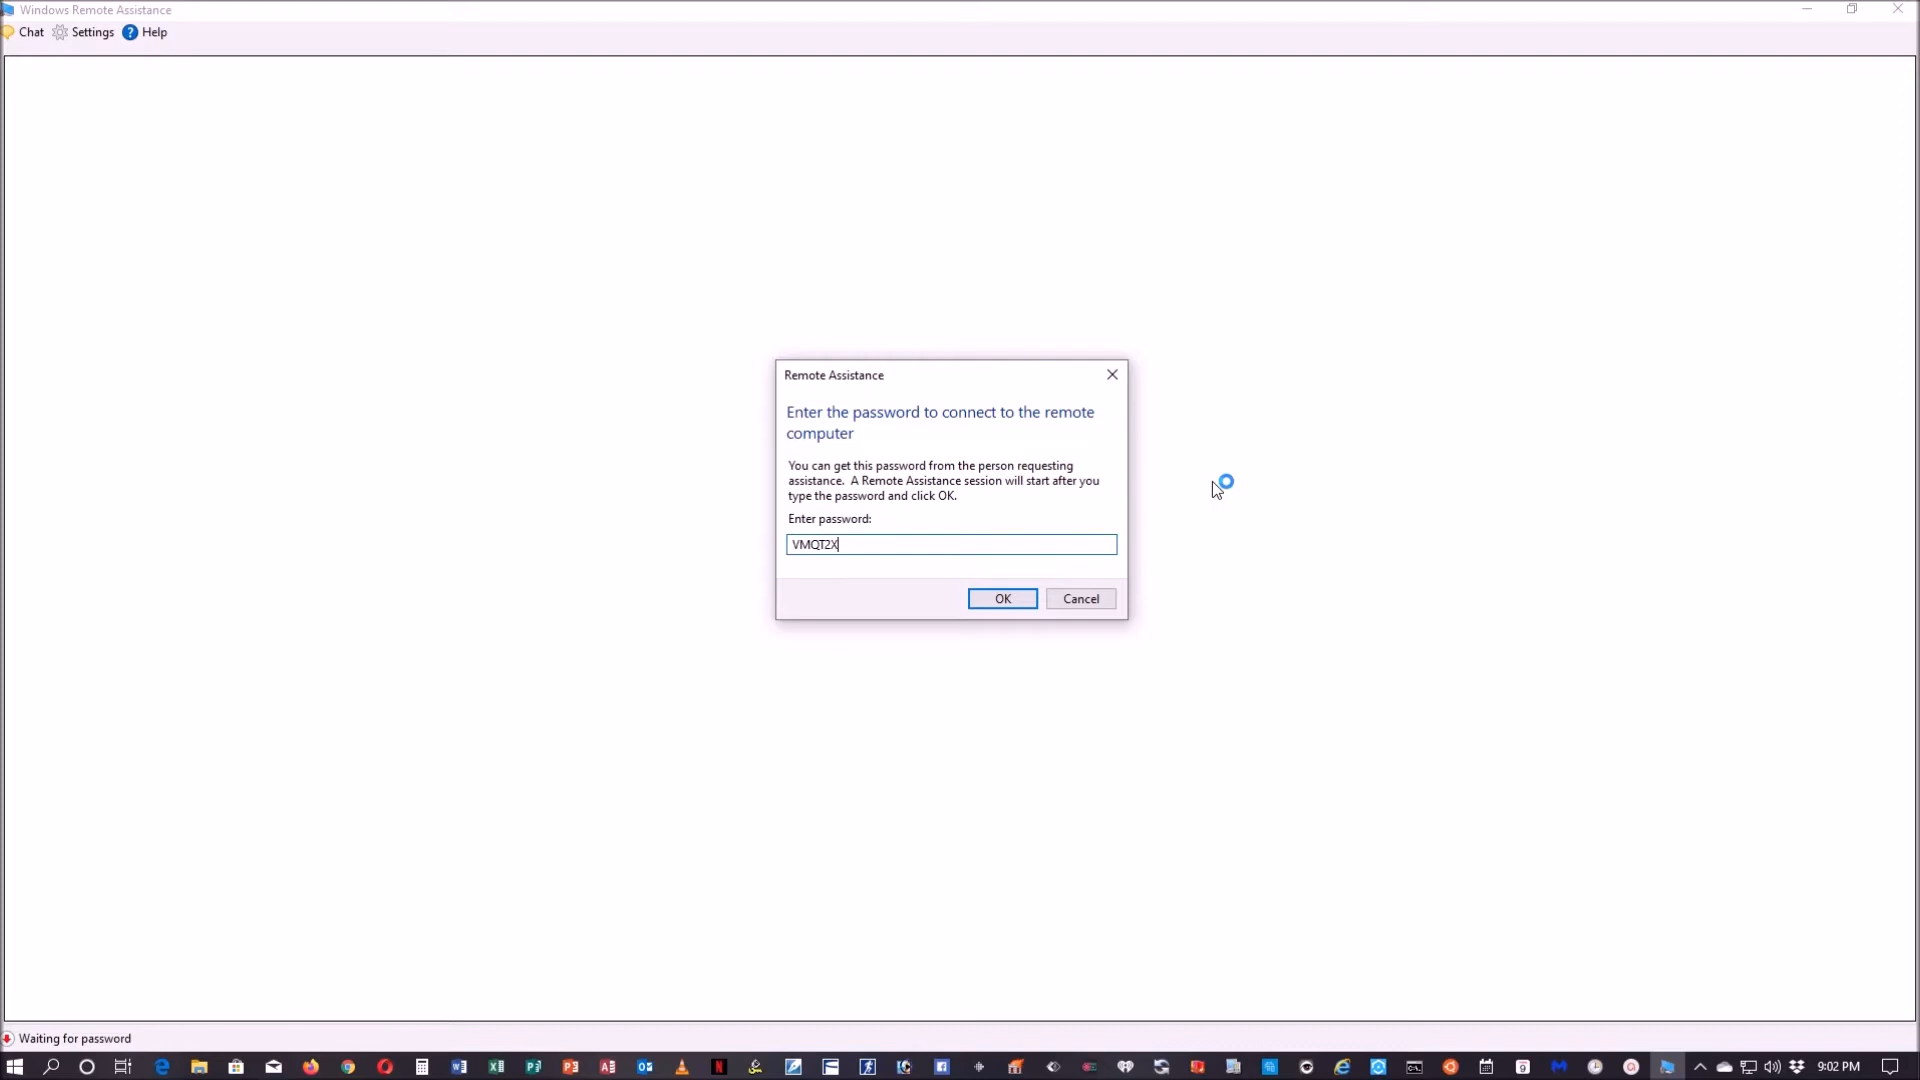 Windows Remote Assistance
Chat Settings Help
Remote Assistance
Enter the password to connect to the remote
computer
You can get this password from the person requesting
assistance. A Remote Assistance session will start after you
type the password and click OK.
Enter password:
VMQT2X
OK Cancel
Waiting for password
9:02 PM